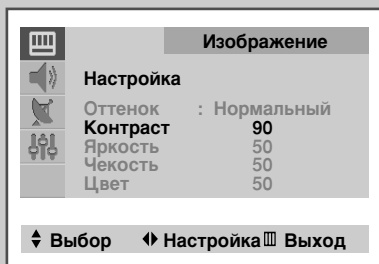 Изображение
Настройка
Оттенок : Нормальный
Контраст 90
Яркость 50
Чекость 50
Цвет 50
Выбор Настройка Выход